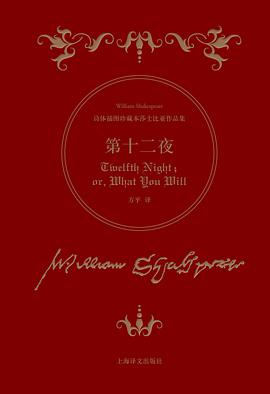 William Shakespeare
诗体插图珍藏本莎士比亚作品集
第十二夜
Twelfth Night;
or, What You Will
方平 译
William Shakspeare
上海译文出版社